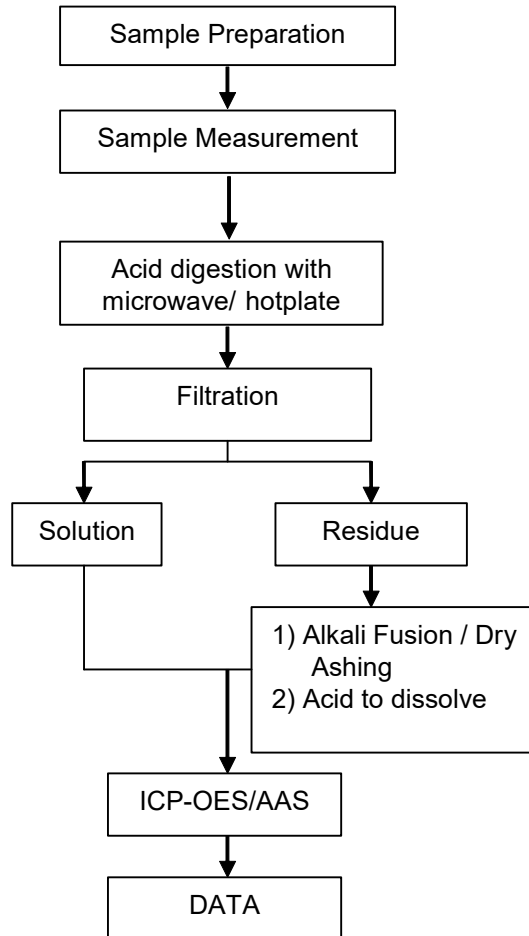 Sample Preparation
Sample Measurement
Acid digestion with
microwave/ hotplate
Filtration
Solution
Residue
1) Alkali Fusion / Dry
Ashing
2) Acid to dissolve
ICP-OES/AAS
DATA